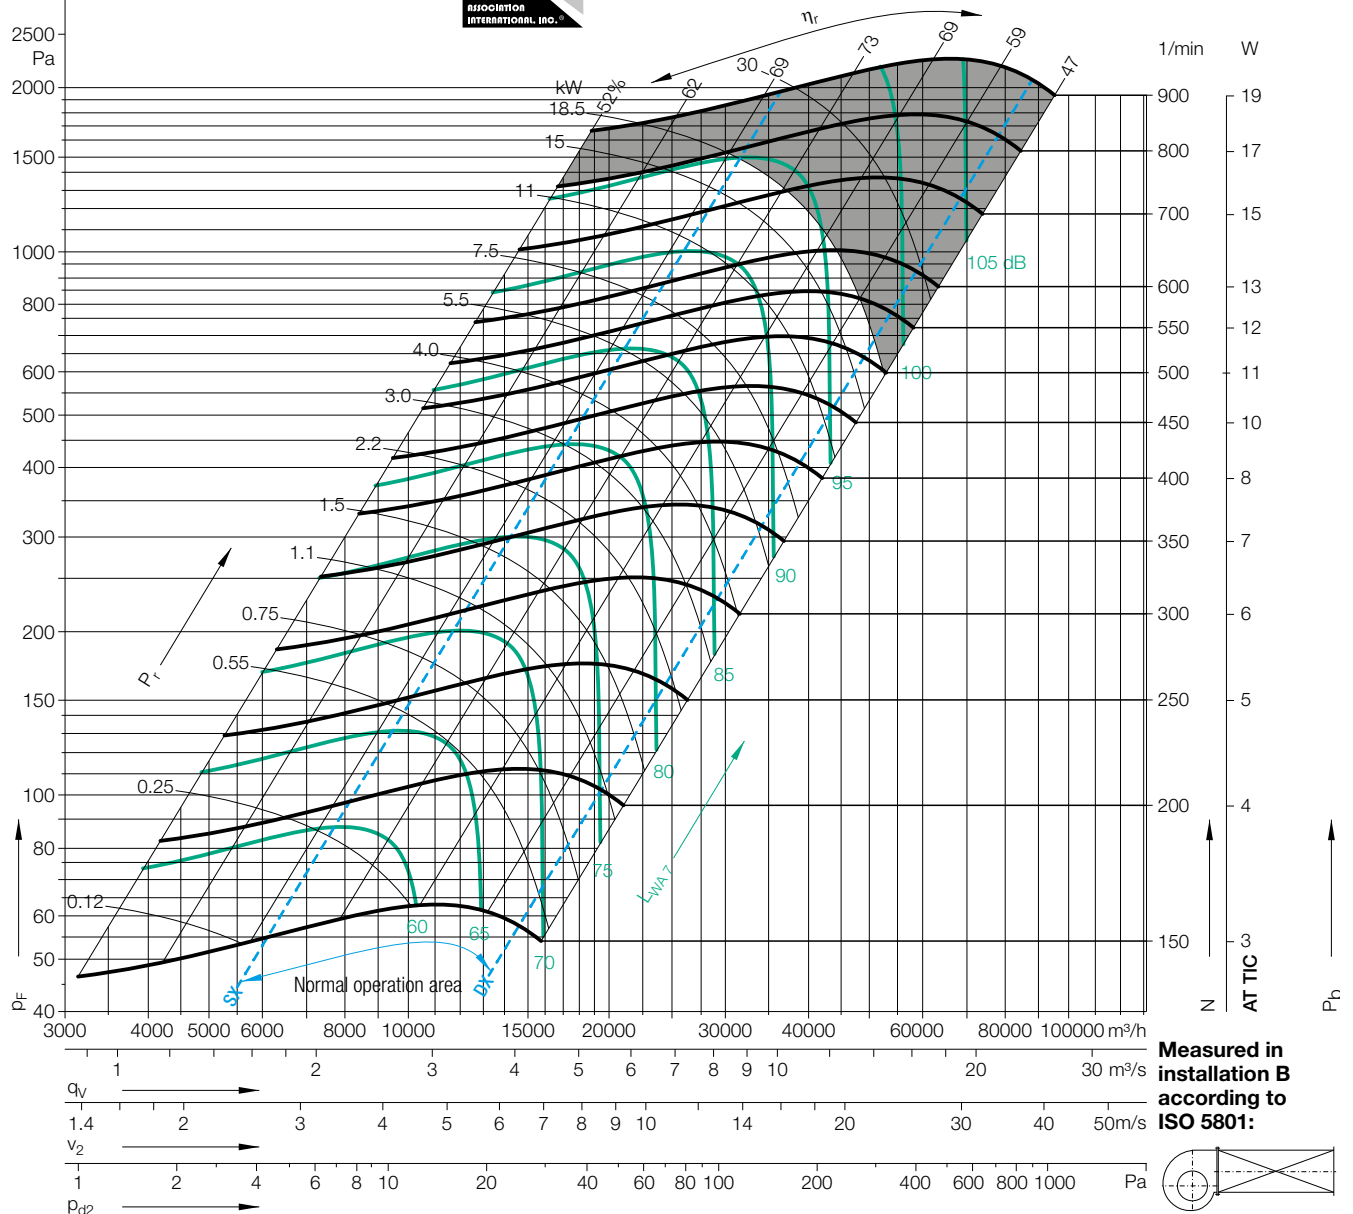 ASSOCIATION
INTERNATIONAL, INC.®
2500
Pa
2000
1500
1000
800
600
500
400
300
200
150
100
80
60
50
40
pF
kW
30
18.5
15
11
7.5
5.5
4.0
3.0
2.2
1.5
1.1
0.75
0.55
0.25
0.12
Pr
ηr
52%
62
69
73
69
59
47
1/min
W
900 19
800 17
700 15
600 13
550 12
500 11
450 10
400 8
350 7
300 6
250 5
200 4
150 3
N
AT TIC
Pb
105 dB
100
95
90
85
80
75
70
65
60
LWA 7
SX
DX
Normal operation area
3000 4000 5000 6000 8000 10000 15000 20000 30000 40000 60000 80000 100000 m³/h
1 2 3 4 5 6 7 8 9 10 20 30 m³/s
qV
1.4 2 3 4 5 6 7 8 9 10 14 20 30 40 50 m/s
v2
1 2 4 6 8 10 20 40 60 80 100 200 400 600 800 1000 Pa
pd2
Measured in
installation B
according to
ISO 5801: